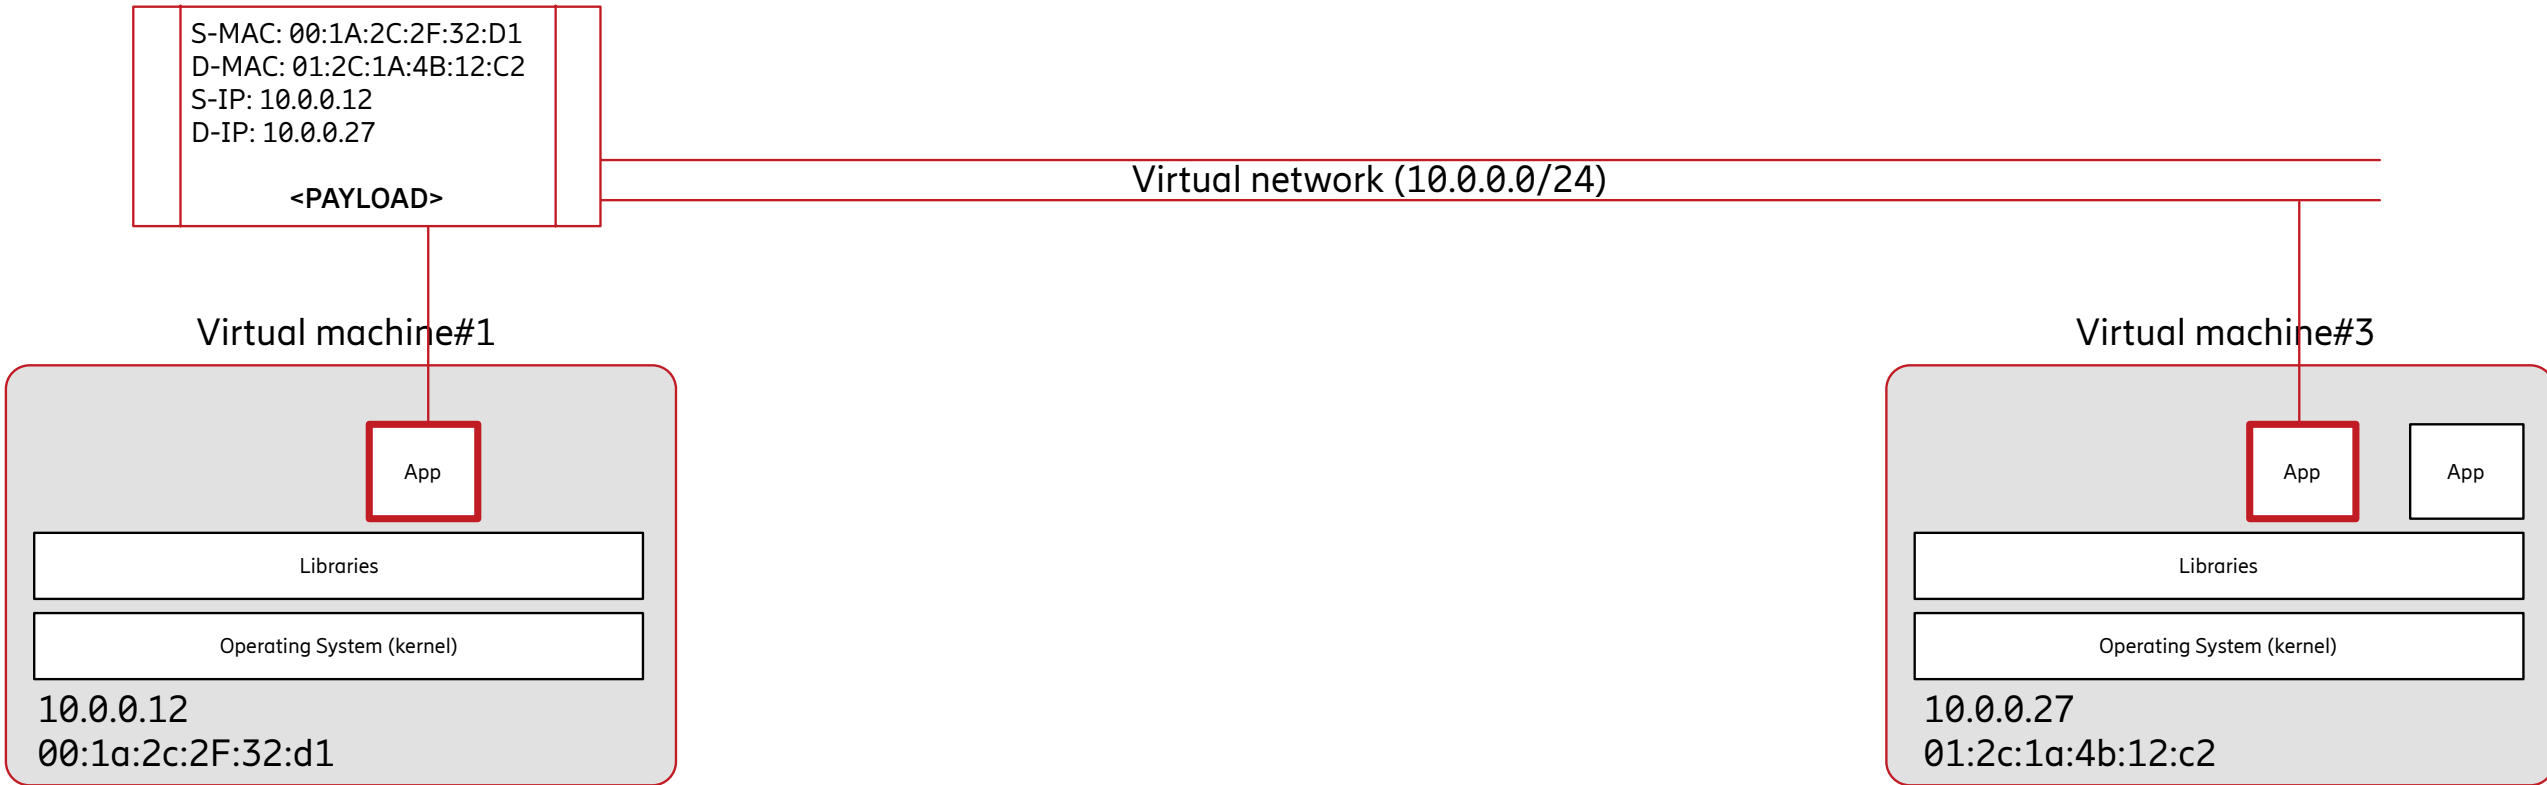 S-MAC: 00:1A:2C:2F:32:D1
D-MAC: 01:2C:1A:4B:12:C2
S-IP: 10.0.0.12
D-IP: 10.0.0.27
<PAYLOAD>
Virtual network (10.0.0.0/24)
Virtual machine#1
App
Libraries
Operating System (kernel)
10.0.0.12
00:1a:2c:2F:32:d1
Virtual machine#3
App
App
Libraries
Operating System (kernel)
10.0.0.27
01:2c:1a:4b:12:c2